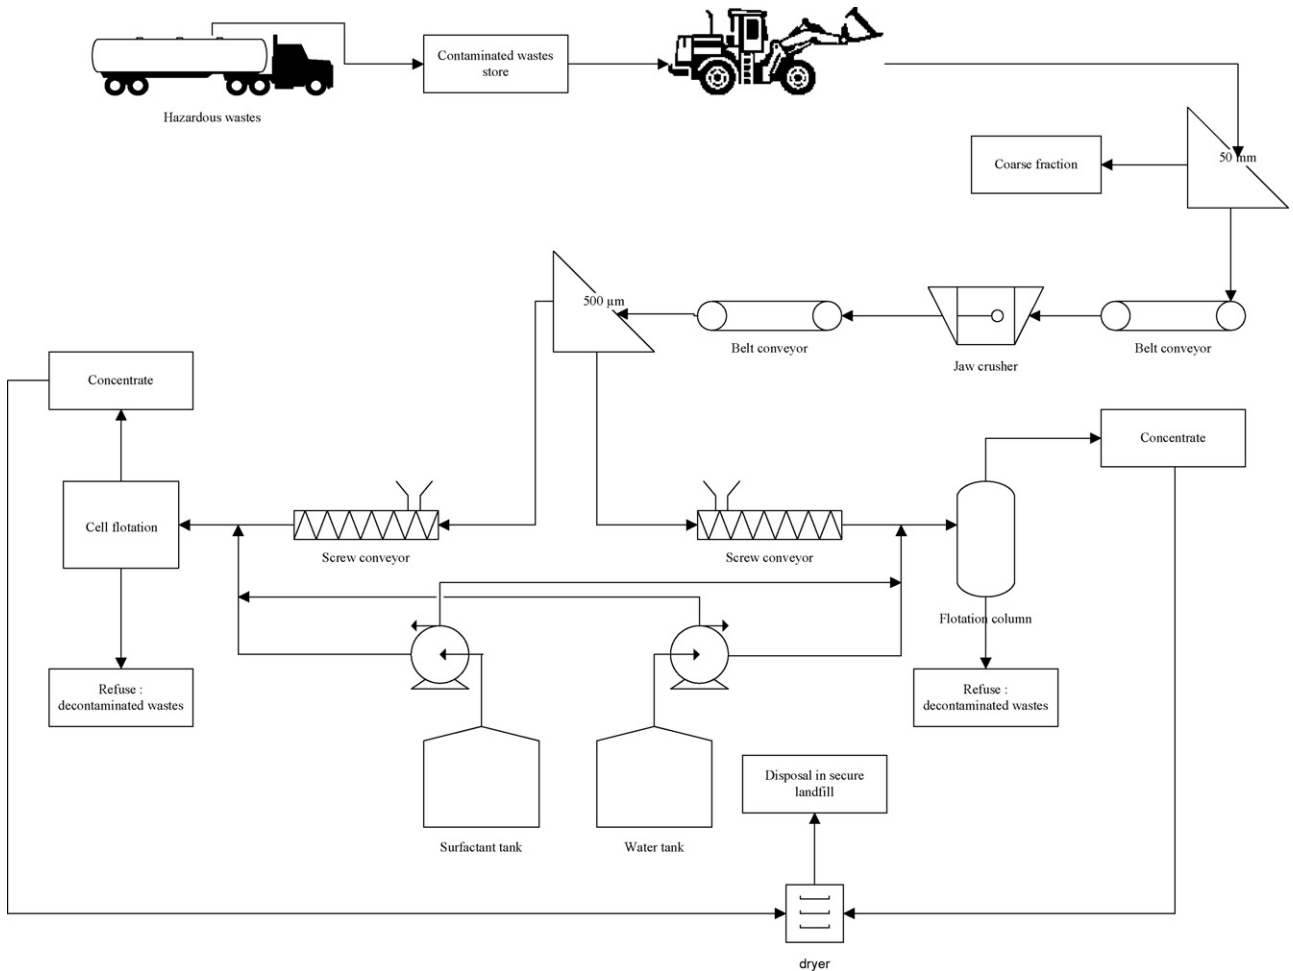 Hazardous wastes
Contaminated wastes
store
50 mm
Coarse fraction
500 µm
Belt conveyor
Jaw crusher
Belt conveyor
Concentrate
Concentrate
Cell flotation
Screw conveyor
Screw conveyor
Flotation column
Refuse :
decontaminated wastes
Refuse :
decontaminated wastes
Disposal in secure
landfill
Surfactant tank
Water tank
dryer